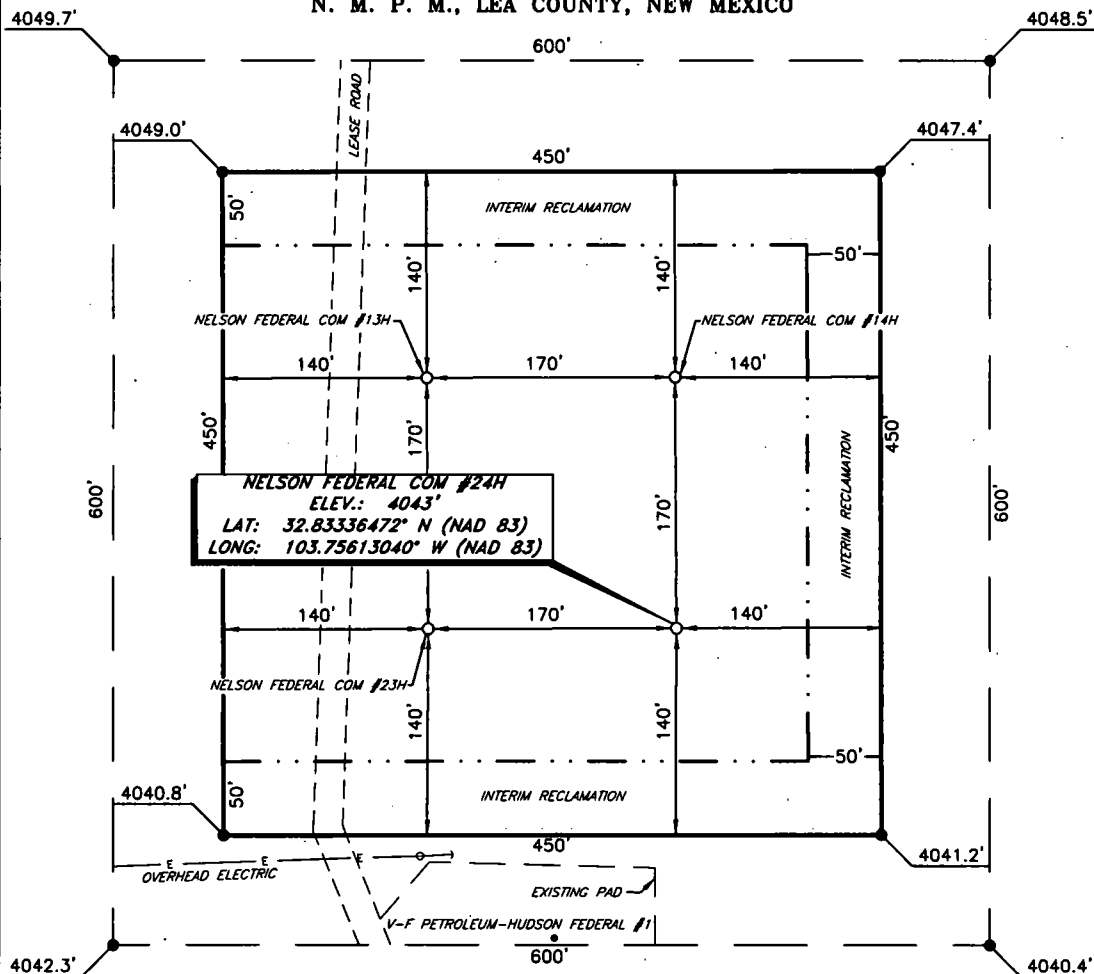 N. M. P. M., LEA COUNTY, NEW MEXICO
4049.7'
4048.5'
600'
LEASE ROAD
4049.0'
4047.4'
450'
50'
INTERIM RECLAMATION
140'
140'
50'
NELSON FEDERAL COM #13H
NELSON FEDERAL COM #14H
140'
170'
140'
450'
170'
450'
600'
NELSON FEDERAL COM #24H
ELEV.: 4043'
LAT: 32.83336472° N (NAD 83)
LONG: 103.75613040° W (NAD 83)
170'
INTERIM RECLAMATION
600'
140'
170'
140'
NELSON FEDERAL COM #23H
140'
140'
50'
4040.8'
50'
INTERIM RECLAMATION
450'
4041.2'
E E E
OVERHEAD ELECTRIC
EXISTING PAD
V-F PETROLEUM-HUDSON FEDERAL #1
600'
4042.3'
4040.4'